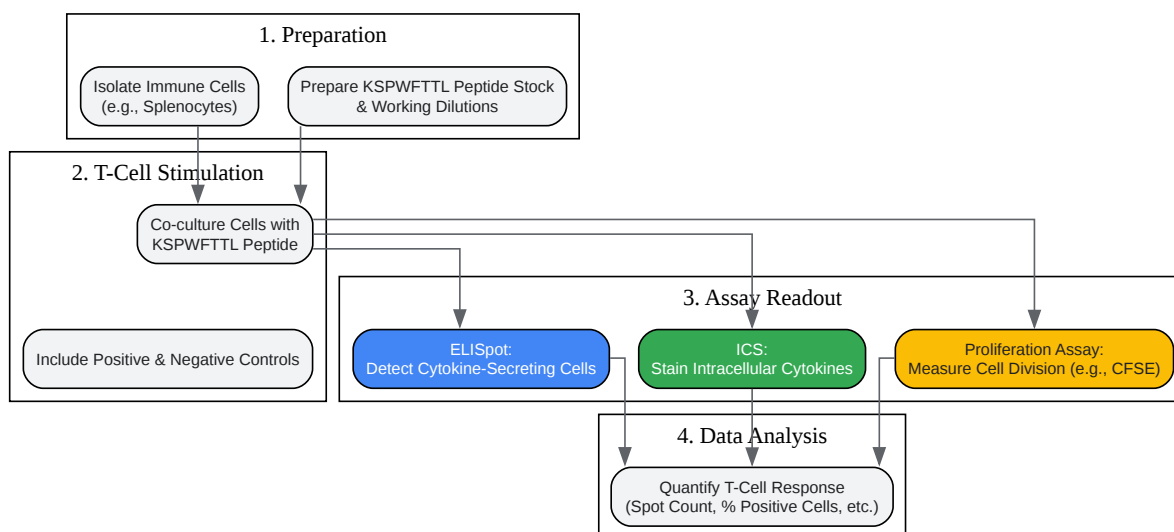 1. Preparation
Isolate Immune Cells
(e.g., Splenocytes)
Prepare KSPWFTTL Peptide Stock
& Working Dilutions
2. T-Cell Stimulation
Co-culture Cells with
KSPWFTTL Peptide
Include Positive & Negative Controls
3. Assay Readout
ELISpot:
Detect Cytokine-Secreting Cells
ICS:
Stain Intracellular Cytokines
Proliferation Assay:
Measure Cell Division (e.g., CFSE)
4. Data Analysis
Quantify T-Cell Response
(Spot Count, % Positive Cells, etc.)